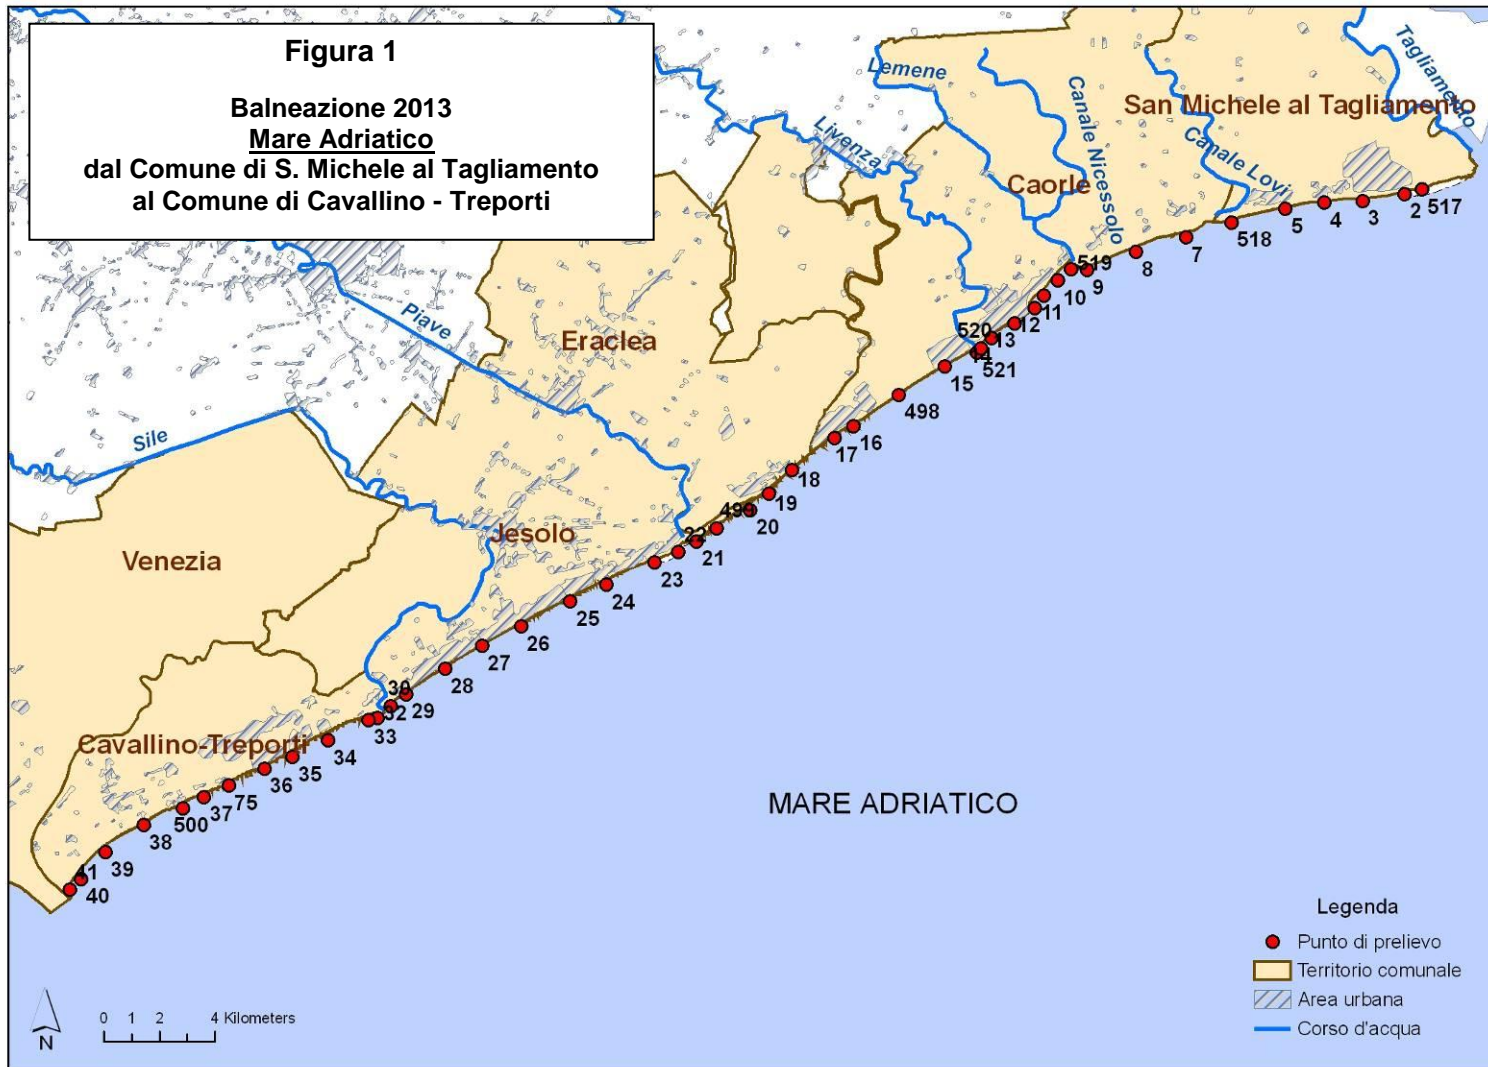 Figura 1
Balneazione 2013
Mare Adriatico
dal Comune di S. Michele al Tagliamento
al Comune di Cavallino - Treporti
Tagliamento
Lemene
Canale Nicessolo
San Michele al Tagliamento
Livenza
Canale Lovi
Caorle
517
2
3
4
5
518
7
8
519
9
10
11
12
520
13
14
521
15
498
Piave
Eraclea
16
17
18
19
Sile
499
20
22
21
Jesolo
23
Venezia
24
25
26
27
28
30
29
32
33
Cavallino-Treporti
34
35
36
75
37
500
38
39
41
40
MARE ADRIATICO
Legenda
Punto di prelievo
Territorio comunale
Area urbana
Corso d'acqua
0 1 2 4 Kilometers
N